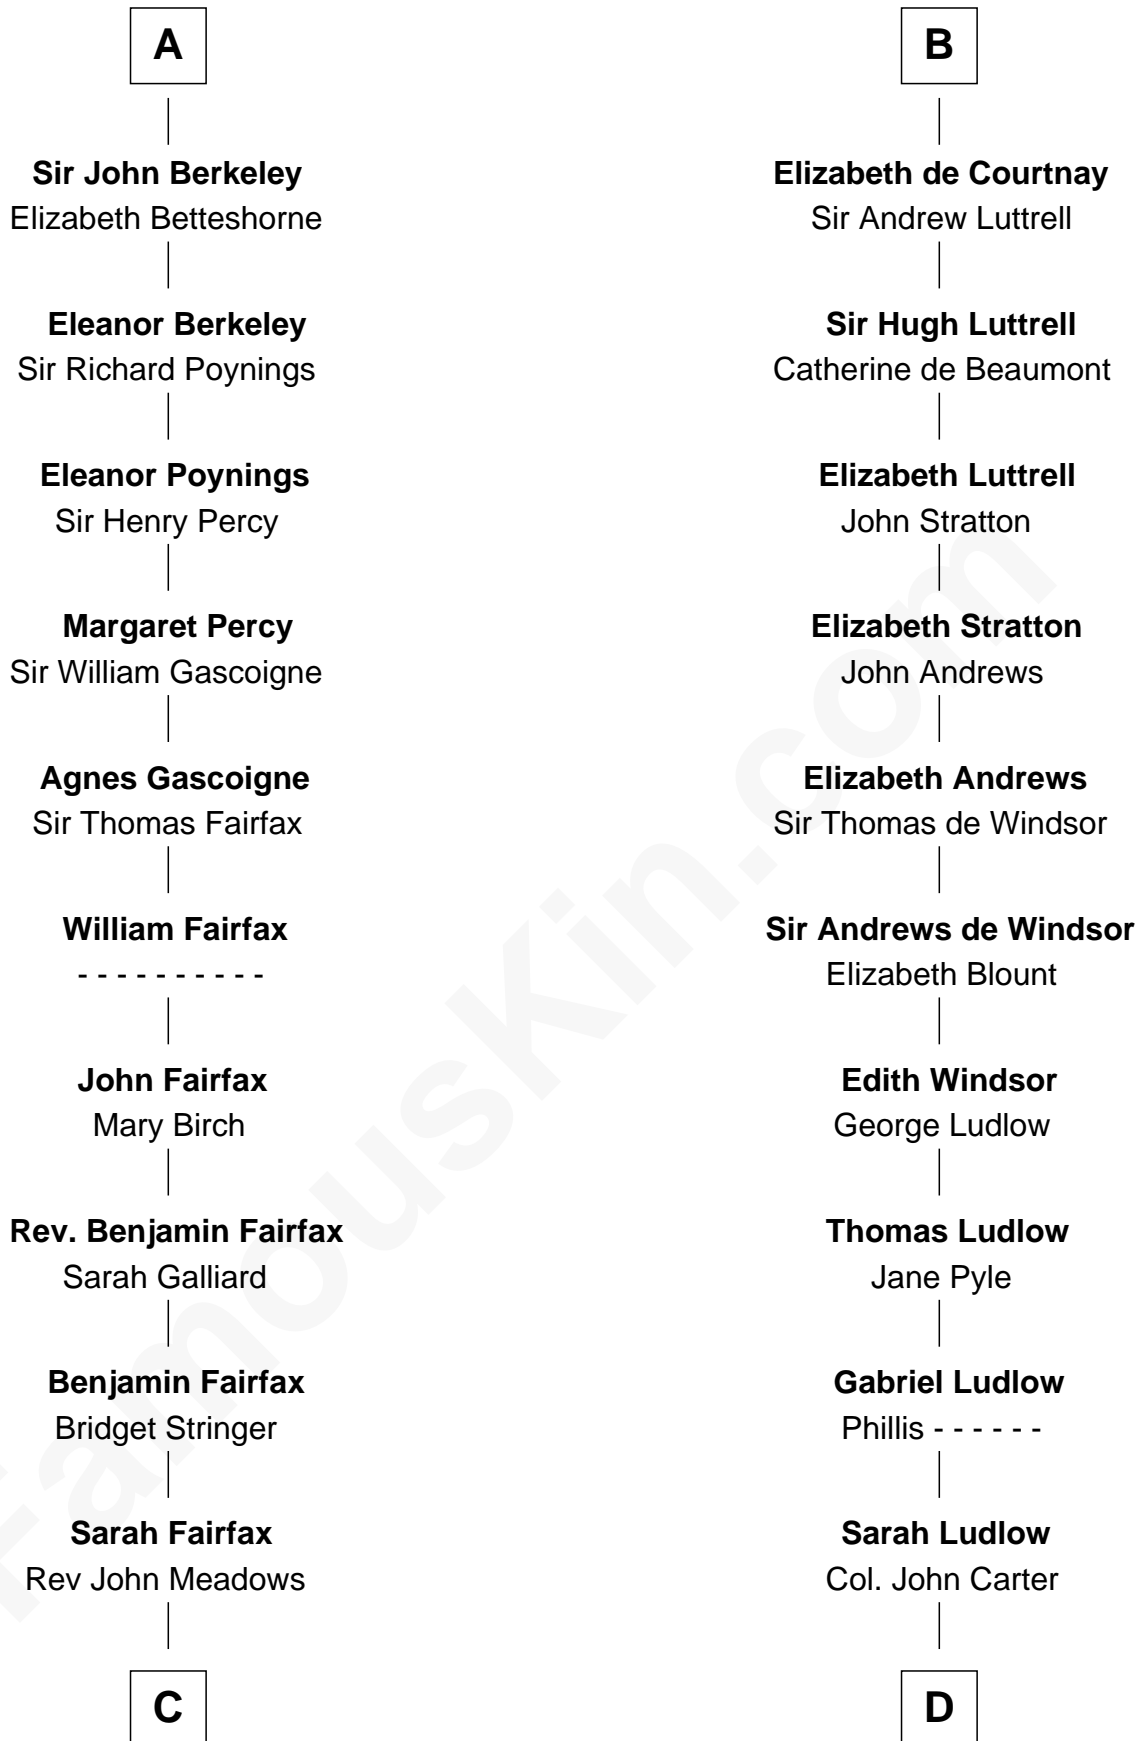 A
Sir John Berkeley
Elizabeth Betteshorne
Eleanor Berkeley
Sir Richard Poynings
Eleanor Poynings
Sir Henry Percy
Margaret Percy
Sir William Gascoigne
Agnes Gascoigne
Sir Thomas Fairfax
William Fairfax
- - - - - - - - - -
John Fairfax
Mary Birch
Rev. Benjamin Fairfax
Sarah Galliard
Benjamin Fairfax
Bridget Stringer
Sarah Fairfax
Rev John Meadows
C
B
Elizabeth de Courtnay
Sir Andrew Luttrell
Sir Hugh Luttrell
Catherine de Beaumont
Elizabeth Luttrell
John Stratton
Elizabeth Stratton
John Andrews
Elizabeth Andrews
Sir Thomas de Windsor
Sir Andrews de Windsor
Elizabeth Blount
Edith Windsor
George Ludlow
Thomas Ludlow
Jane Pyle
Gabriel Ludlow
Phillis - - - - - -
Sarah Ludlow
Col. John Carter
D
FamousKin.com